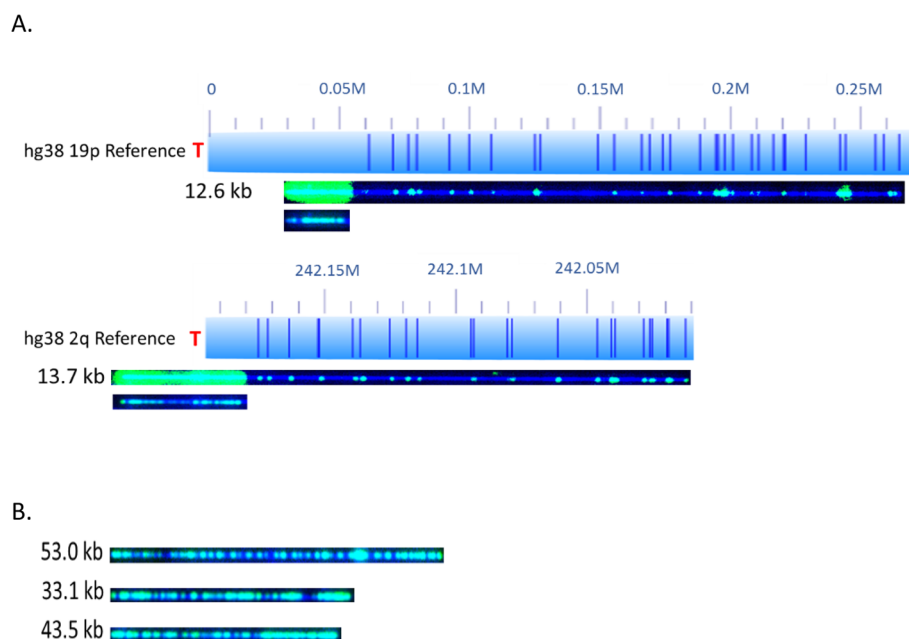 A.
0 0.05M 0.1M 0.15M 0.2M 0.25M
hg38 19p Reference T
12.6 kb
242.15M 242.1M 242.05M
hg38 2q Reference T
13.7 kb
B.
53.0 kb
33.1 kb
43.5 kb